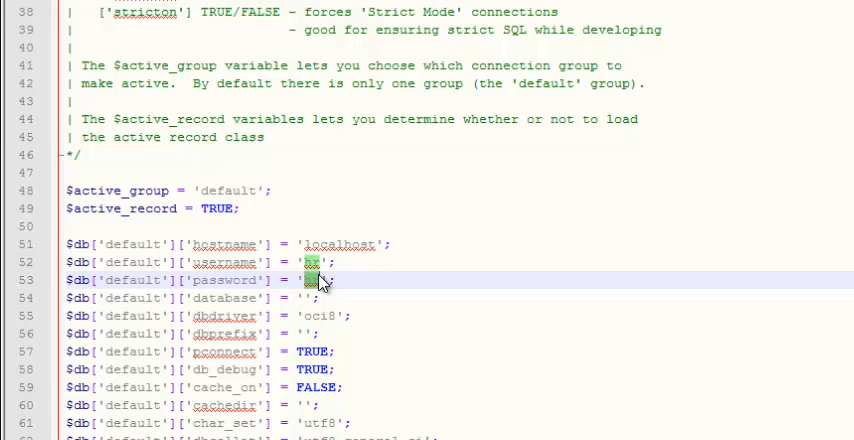 38 | ['stricton'] TRUE/FALSE - forces 'Strict Mode' connections
39 | - good for ensuring strict SQL while developing
40 |
41 | The $active_group variable lets you choose which connection group to
42 | make active. By default there is only one group (the 'default' group).
43 |
44 | The $active_record variables lets you determine whether or not to load
45 | the active record class
46 */
47
48 $active_group = 'default';
49 $active_record = TRUE;
50
51 $db['default']['hostname'] = 'localhost';
52 $db['default']['username'] = 'hr';
53 $db['default']['password'] = 'hr';
54 $db['default']['database'] = '';
55 $db['default']['dbdriver'] = 'oci8';
56 $db['default']['dbprefix'] = '';
57 $db['default']['pconnect'] = TRUE;
58 $db['default']['db_debug'] = TRUE;
59 $db['default']['cache_on'] = FALSE;
60 $db['default']['cachedir'] = '';
61 $db['default']['char_set'] = 'utf8';